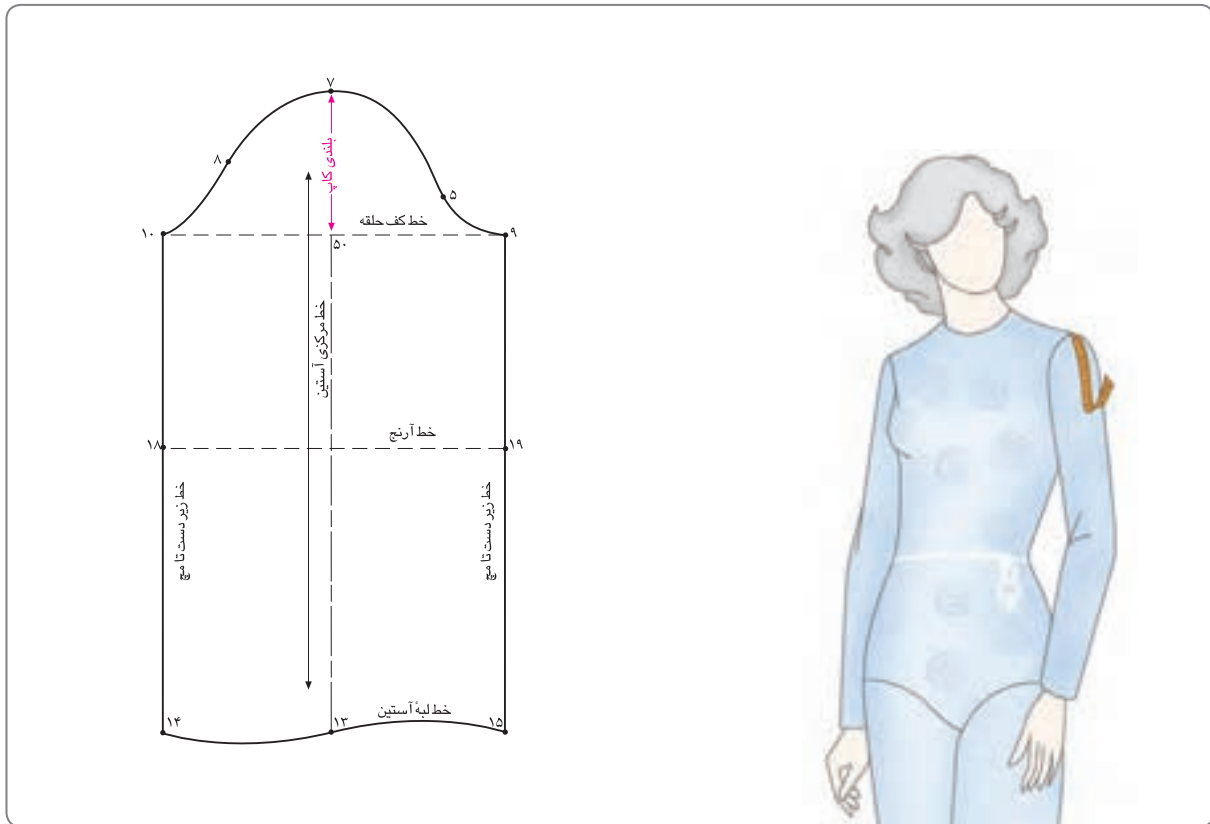 ۷
بلندی کاپ
۸
۵
۱۰
خط کف حلقه
۹
۵۰
خط مرکزی آستین
۱۸
خط آرنج
۱۹
خط زیر دست تا مچ
خط زیر دست تا مچ
۱۴
۱۳
خط لبهٔ آستین
۱۵